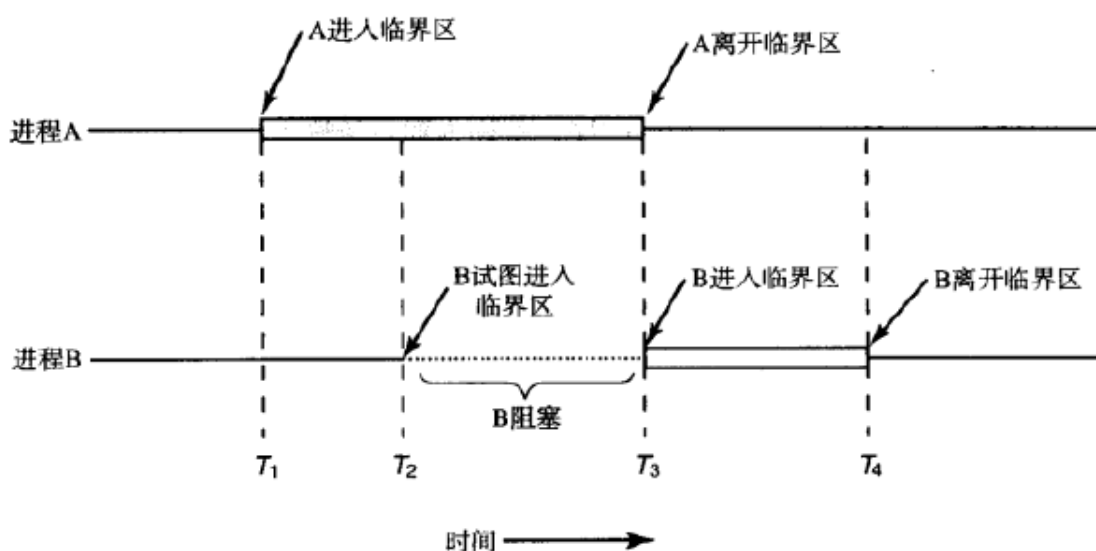 A进入临界区
A离开临界区
进程A
B试图进入
临界区
B进入临界区
B离开临界区
进程B
B阻塞
T1
T2
T3
T4
时间